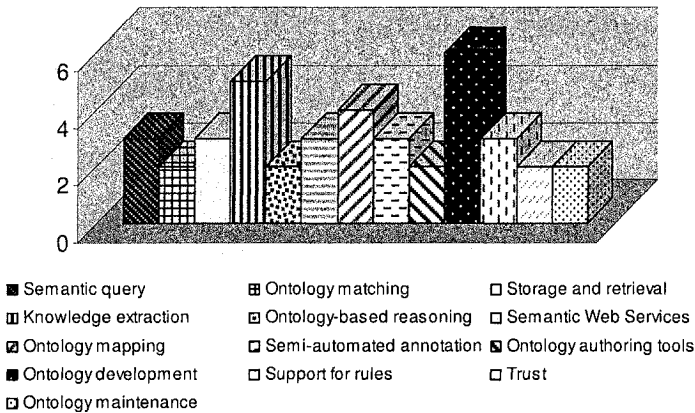 6
4
2
0
Semantic query Ontology matching Storage and retrieval
Knowledge extraction Ontology-based reasoning Semantic Web Services
Ontology mapping Semi-automated annotation Ontology authoring tools
Ontology development Support for rules Trust
Ontology maintenance